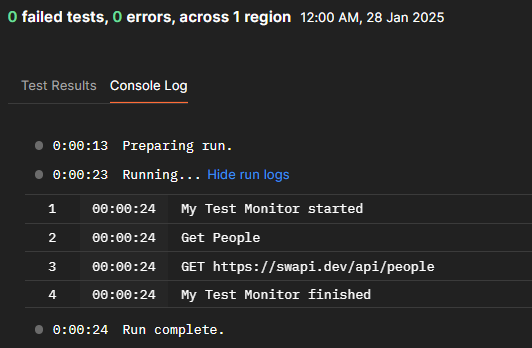 0 failed tests, 0 errors, across 1 region 12:00 AM, 28 Jan 2025
Test Results Console Log
0:00:13 Preparing run.
0:00:23 Running... Hide run logs
1 00:00:24 My Test Monitor started
2 00:00:24 Get People
3 00:00:24 GET https://swapi.dev/api/people
4 00:00:24 My Test Monitor finished
0:00:24 Run complete.